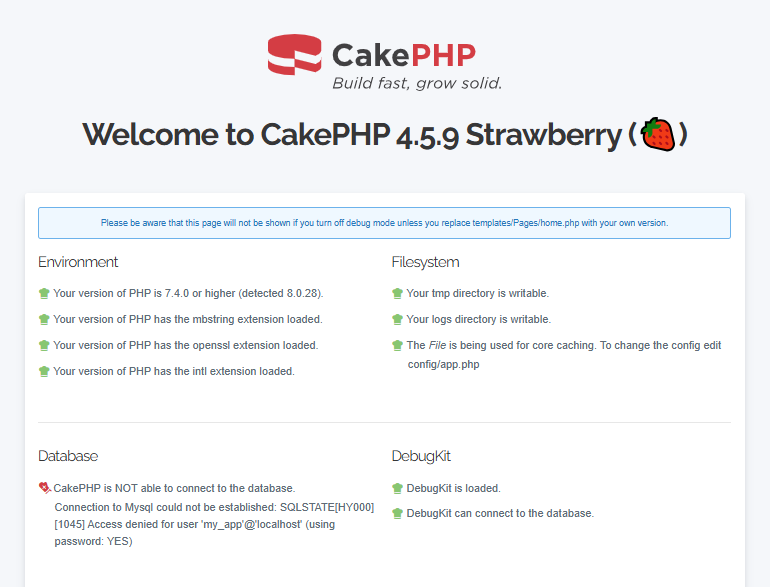 CakePHP
Build fast, grow solid.
Welcome to CakePHP 4.5.9 Strawberry (🍓)
Please be aware that this page will not be shown if you turn off debug mode unless you replace templates/Pages/home.php with your own version.
Environment
Your version of PHP is 7.4.0 or higher (detected 8.0.28).
Your version of PHP has the mbstring extension loaded.
Your version of PHP has the openssl extension loaded.
Your version of PHP has the intl extension loaded.
Filesystem
Your tmp directory is writable.
Your logs directory is writable.
The File is being used for core caching. To change the config edit
config/app.php
Database
CakePHP is NOT able to connect to the database.
Connection to Mysql could not be established: SQLSTATE[HY000]
[1045] Access denied for user 'my_app'@'localhost' (using
password: YES)
DebugKit
DebugKit is loaded.
DebugKit can connect to the database.